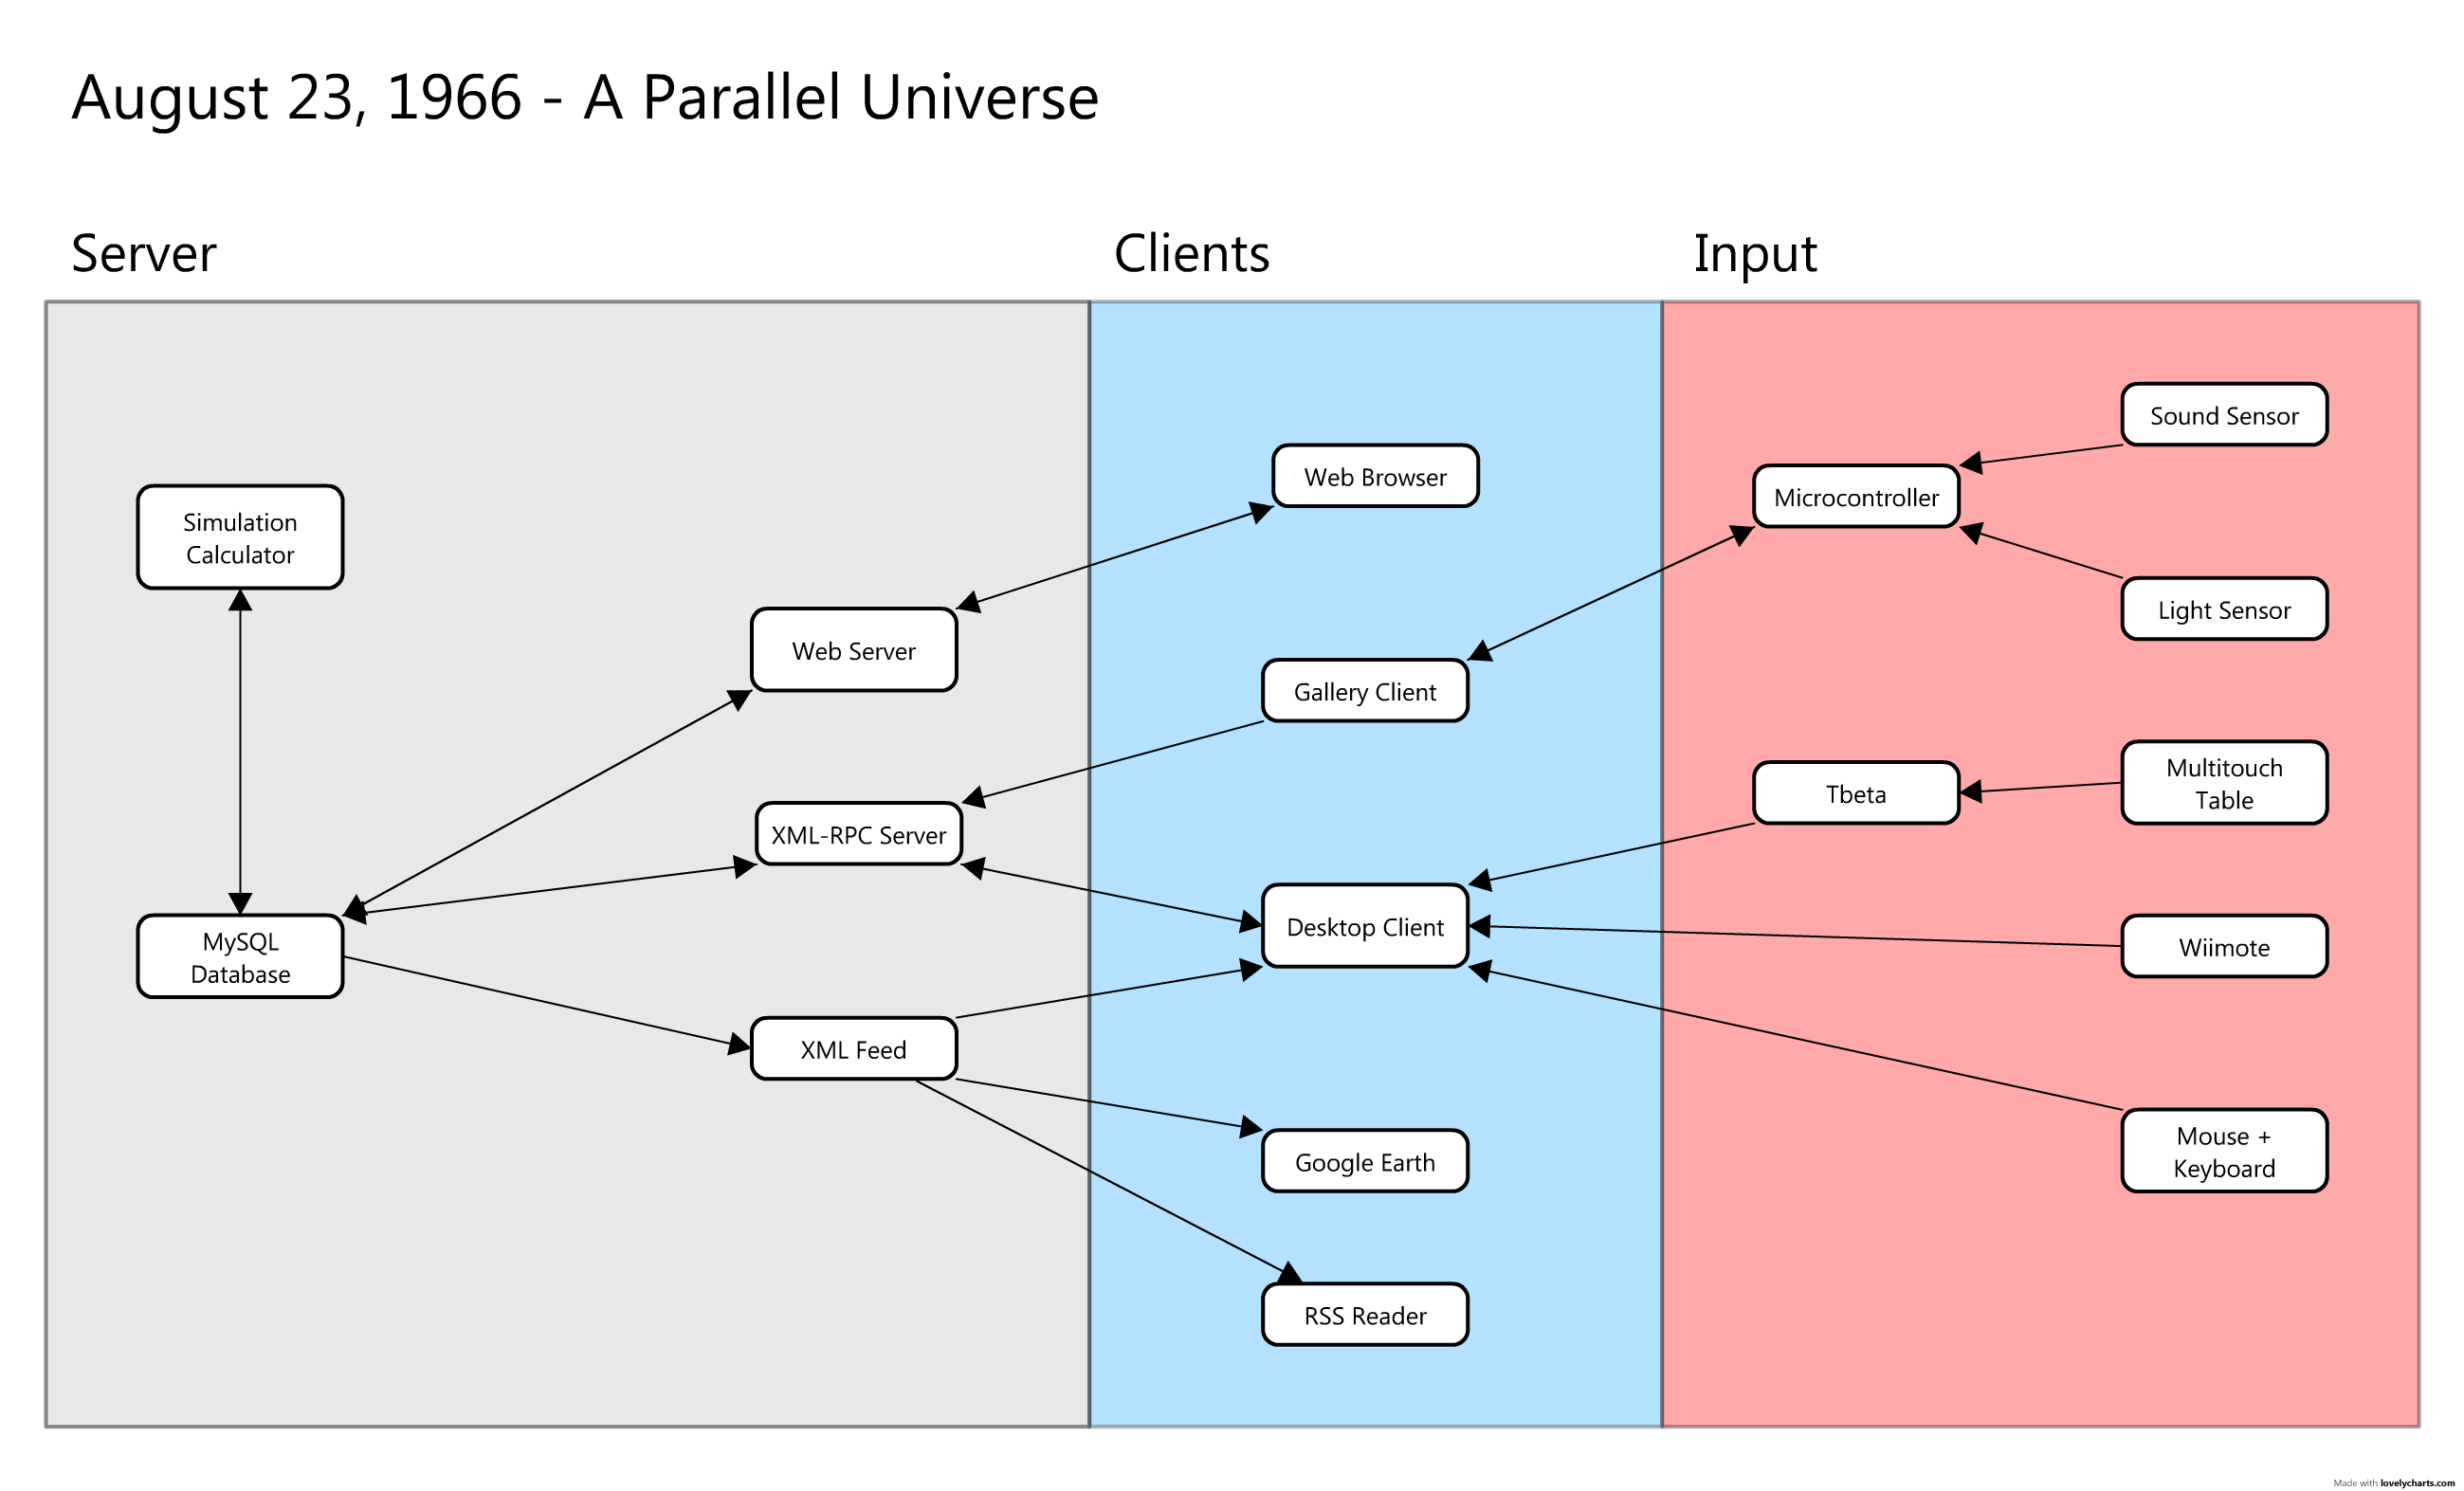 August 23, 1966 - A Parallel Universe
Server
Clients
Input
Simulation
Calculator
MySQL
Database
Web Server
XML-RPC Server
XML Feed
Web Browser
Gallery Client
Desktop Client
Google Earth
RSS Reader
Microcontroller
Tbeta
Sound Sensor
Light Sensor
Multitouch
Table
Wiimote
Mouse +
Keyboard
Made with lovelycharts.com